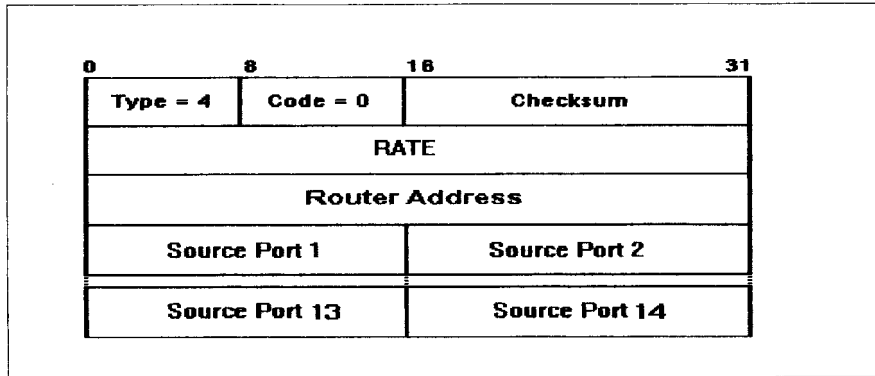 0 8 16 31
Type = 4 Code = 0 Checksum
RATE
Router Address
Source Port 1 Source Port 2
Source Port 13 Source Port 14